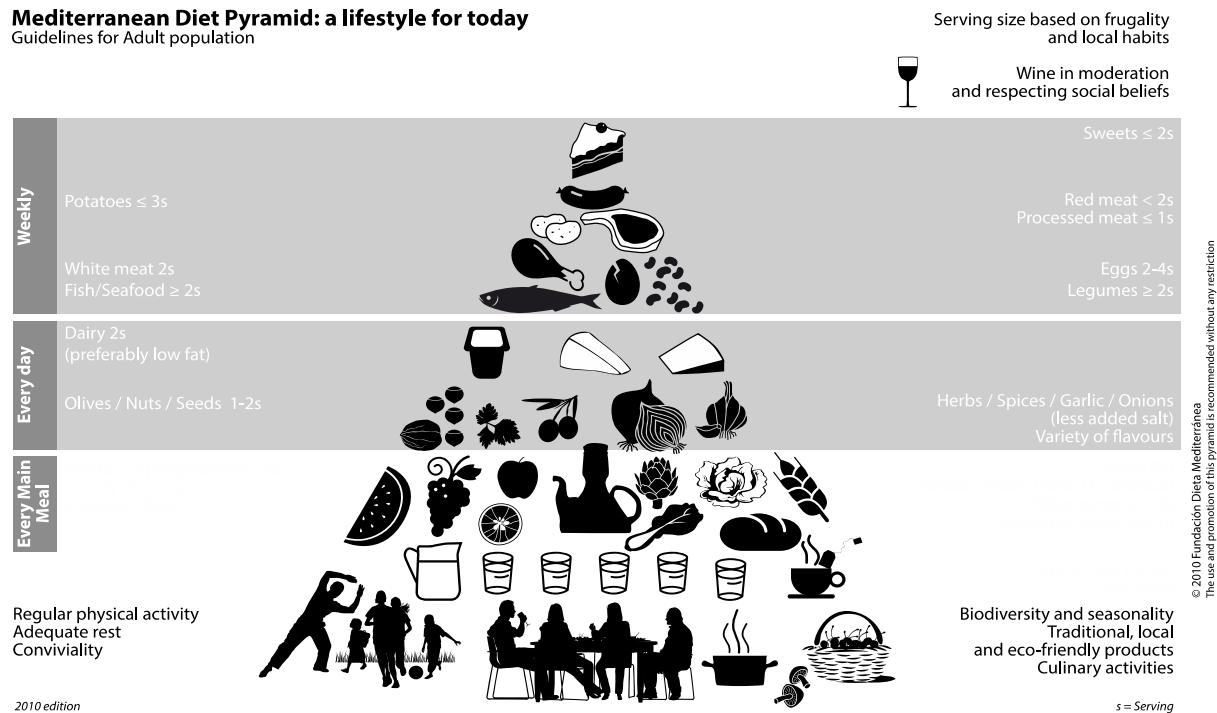 Mediterranean Diet Pyramid: a lifestyle for today
Guidelines for Adult population
Serving size based on frugality
and local habits
Wine in moderation
and respecting social beliefs
Weekly
Sweets ≤ 2s
Potatoes ≤ 3s
Red meat < 2s
Processed meat ≤ 1s
White meat 2s
Fish/Seafood ≥ 2s
Eggs 2-4s
Legumes ≥ 2s
Every day
Dairy 2s
(preferably low fat)
Olives / Nuts / Seeds 1-2s
Herbs / Spices / Garlic / Onions
(less added salt)
Variety of flavours
Every Main
Meal
Regular physical activity
Adequate rest
Conviviality
Biodiversity and seasonality
Traditional, local
and eco-friendly products
Culinary activities
2010 edition
s = Serving
© 2010 Fundación Dieta Mediterránea
The use and promotion of this pyramid is recommended without any restriction